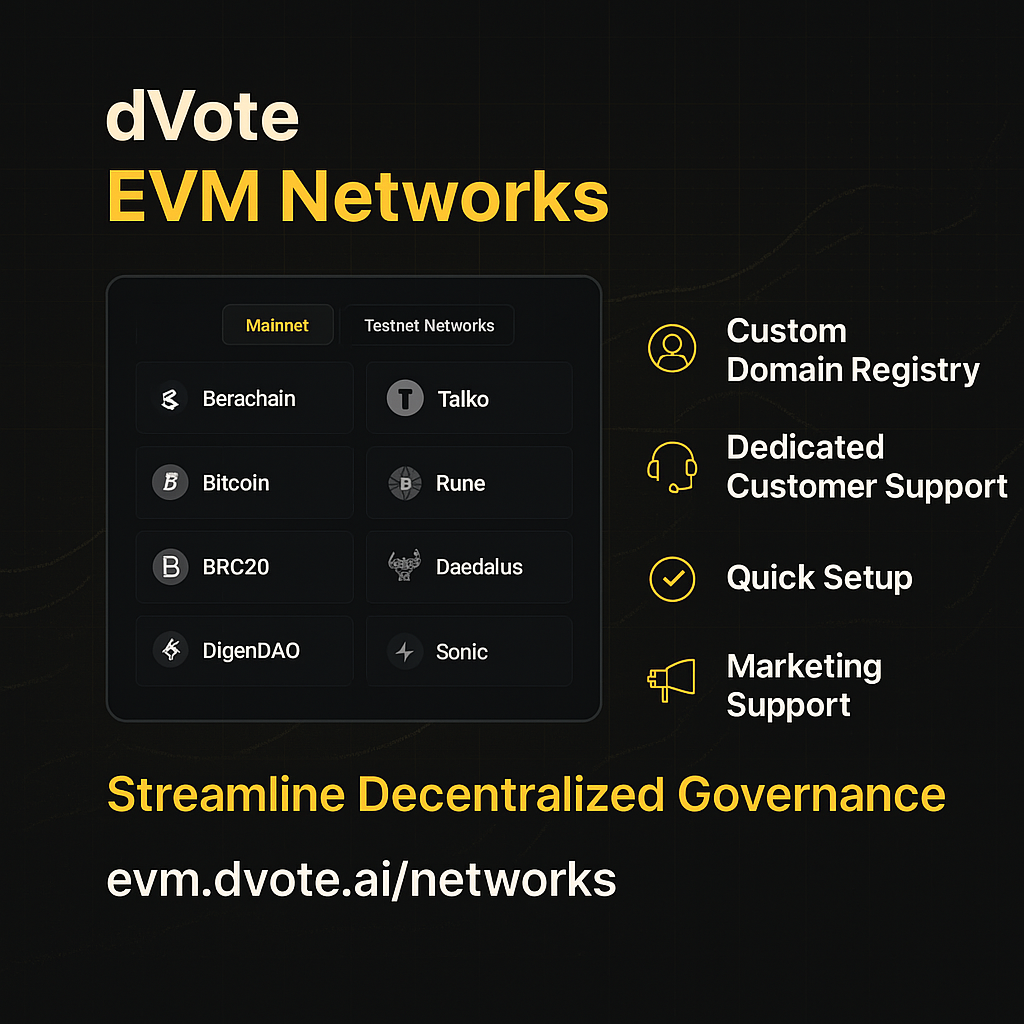 dVote
EVM Networks
Mainnet
Testnet Networks
Berachain
Talko
Bitcoin
Rune
BRC20
Daedalus
DigenDAO
Sonic
Custom
Domain Registry
Dedicated
Customer Support
Quick Setup
Marketing
Support
Streamline Decentralized Governance
evm.dvote.ai/networks